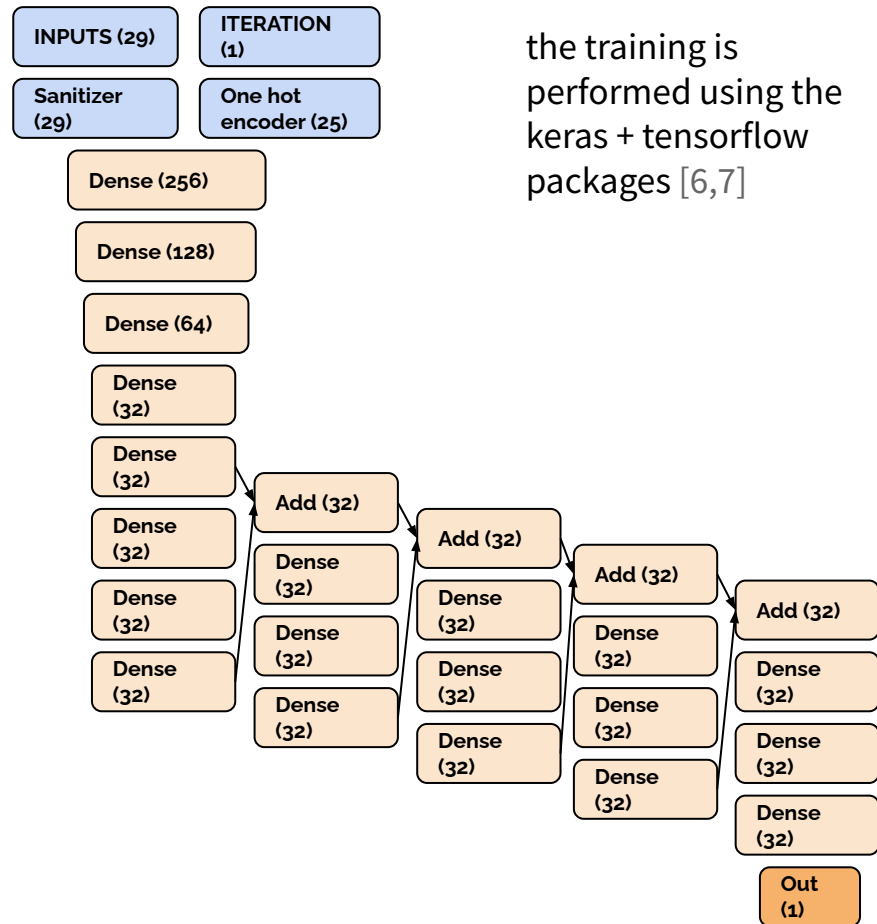 INPUTS (29)
ITERATION
(1)
Sanitizer
(29)
One hot
encoder (25)
the training is
performed using the
keras + tensorflow
packages [6,7]
Dense (256)
Dense (128)
Dense (64)
Dense
(32)
Dense
(32)
Dense
(32)
Dense
(32)
Dense
(32)
Add (32)
Dense
(32)
Dense
(32)
Dense
(32)
Add (32)
Dense
(32)
Dense
(32)
Dense
(32)
Add (32)
Dense
(32)
Dense
(32)
Dense
(32)
Add (32)
Dense
(32)
Dense
(32)
Dense
(32)
Out
(1)